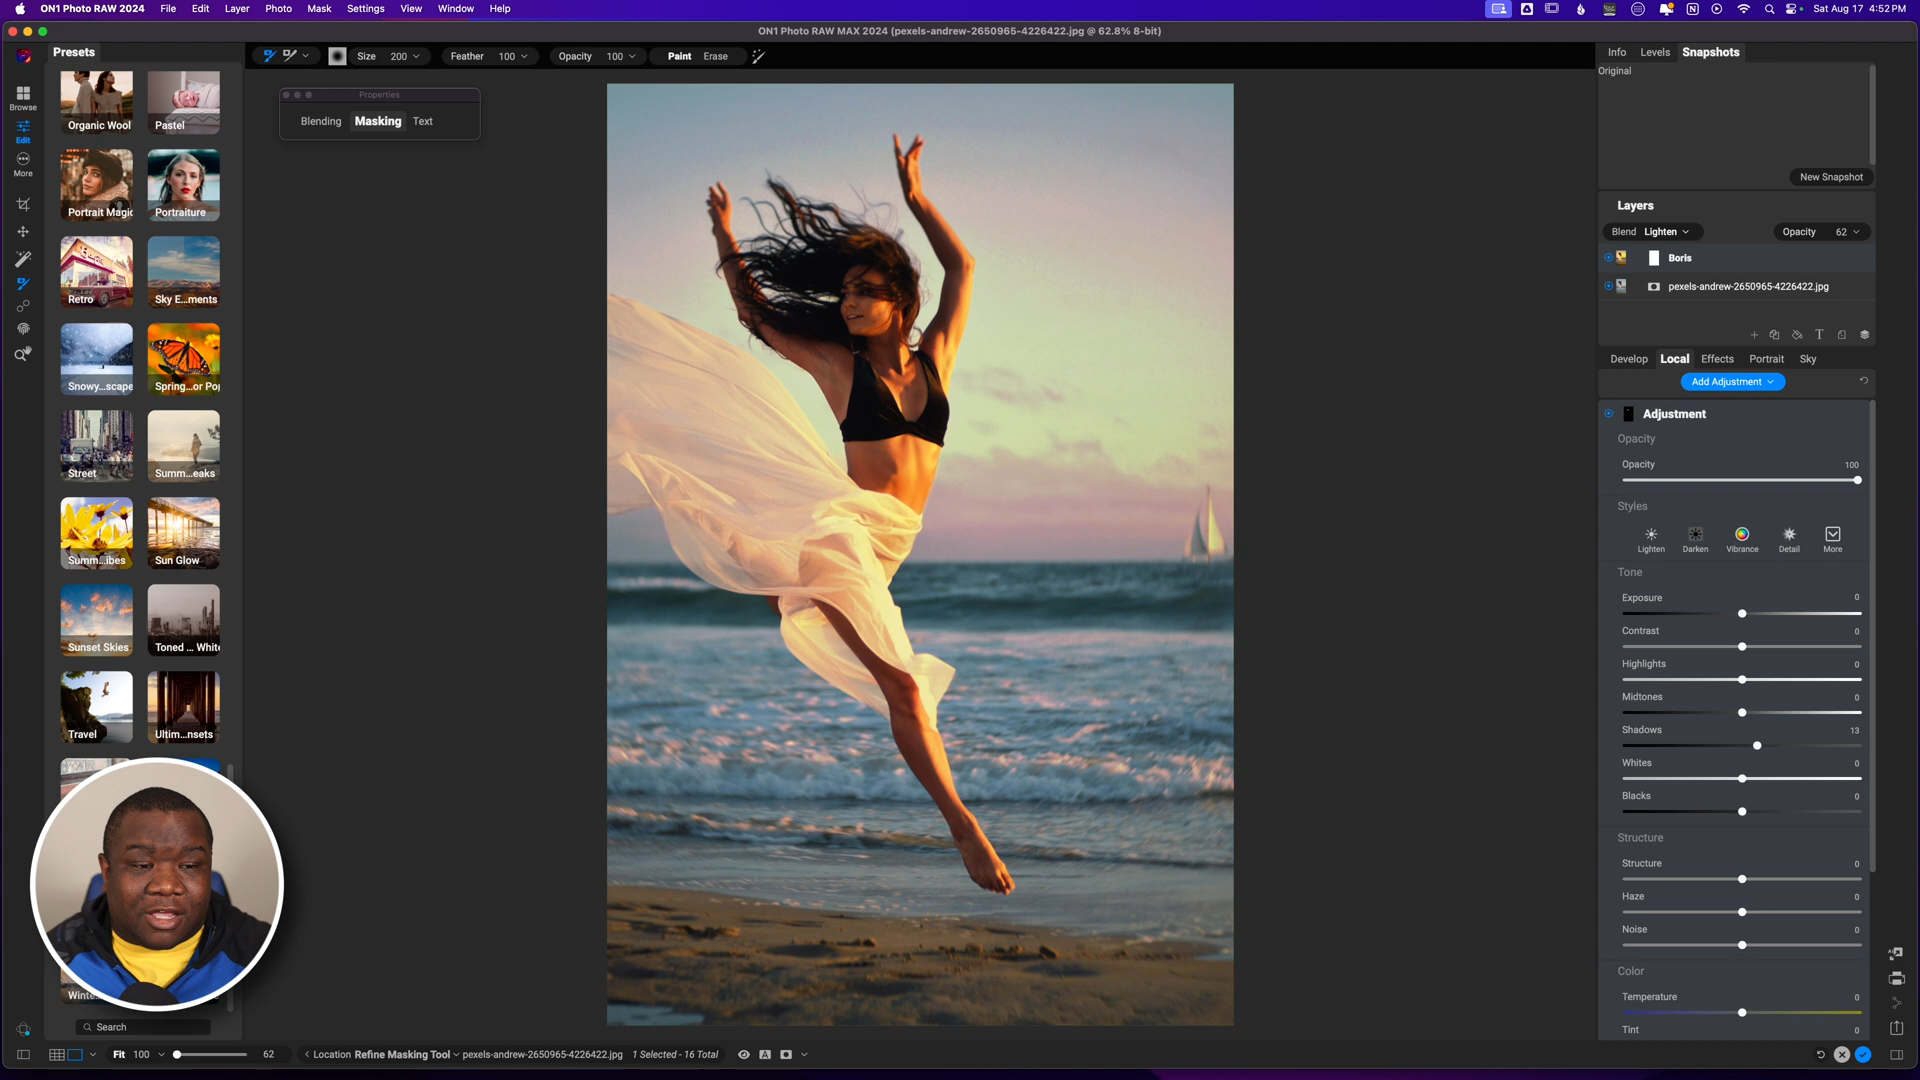 ON1 Photo RAW MAX 2024 File Edit Layer Photo Mask Settings View Window Help Sat Aug 17 4:52 PM
ON1 Photo RAW MAX 2024 (pexels-andrew-2650965-4226422.jpg @ 62.8% 8-bit)
Presets
Size 200 Feather 100 Opacity 100 Paint Erase
Info Levels Snapshots
Original
New Snapshot
Properties
Blending Masking Text
Browse
Edit
More
Organic Wool Pastel
Portrait Magic Portraiture
Retro Sky E...ments
Snowy...scape Spring...or Pop
Street Summ...eaks
Summ...ibes Sun Glow
Sunset Skies Toned ... White
Travel Ultim...nsets
Winte...
Search
Layers
Blend Lighten Opacity 62
Boris
pexels-andrew-2650965-4226422.jpg
T
Develop Local Effects Portrait Sky
Add Adjustment
Adjustment
Opacity
Opacity 100
Styles
Lighten Darken Vibrance Detail More
Tone
Exposure 0
Contrast 0
Highlights 0
Midtones 0
Shadows 13
Whites 0
Blacks 0
Structure
Structure 0
Haze 0
Noise 0
Color
Temperature 0
Tint 0
Fit 100 62 Location Refine Masking Tool pexels-andrew-2650965-4226422.jpg 1 Selected - 16 Total A